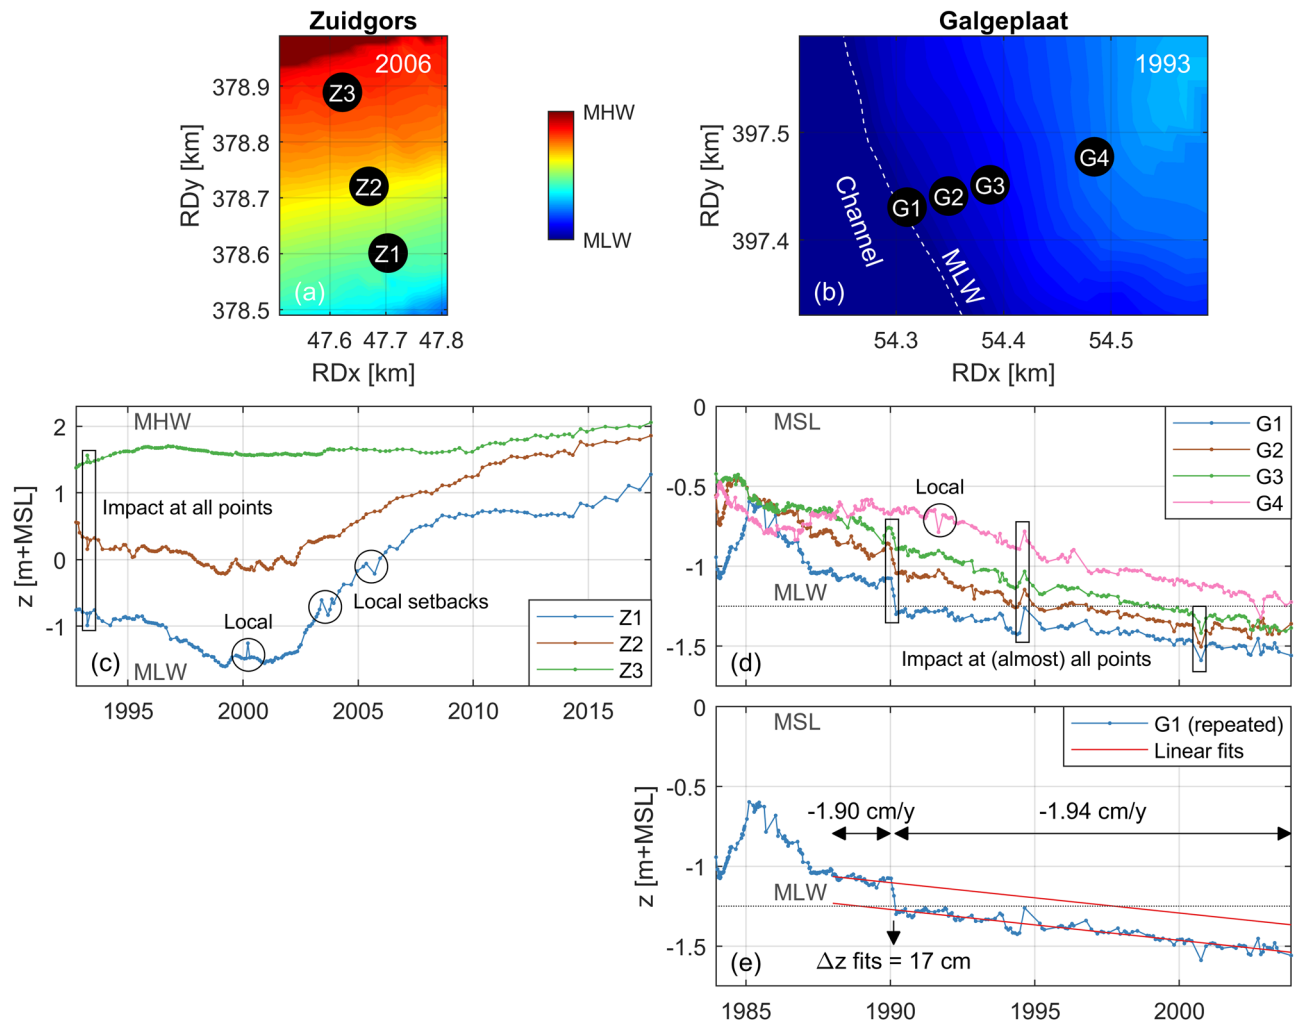 Zuidgors
Galgeplaat
2006
Z3
Z2
Z1
(a)
378.9
378.8
378.7
378.6
378.5
RDy [km]
47.6 47.7 47.8
RDx [km]
MHW
MLW
1993
G1 G2 G3 G4
Channel
MLW
(b)
397.5
397.4
RDy [km]
54.3 54.4 54.5
RDx [km]
MHW
Impact at all points
Local
Local setbacks
(c)
MLW
Z1
Z2
Z3
2
1
0
-1
z [m+MSL]
1995 2000 2005 2010 2015
0
-0.5
-1
-1.5
MSL
Local
MLW
Impact at (almost) all points
(d)
G1
G2
G3
G4
0
-0.5
-1
-1.5
z [m+MSL]
MSL
G1 (repeated)
Linear fits
-1.90 cm/y
-1.94 cm/y
MLW
Δz fits = 17 cm
(e)
1985 1990 1995 2000